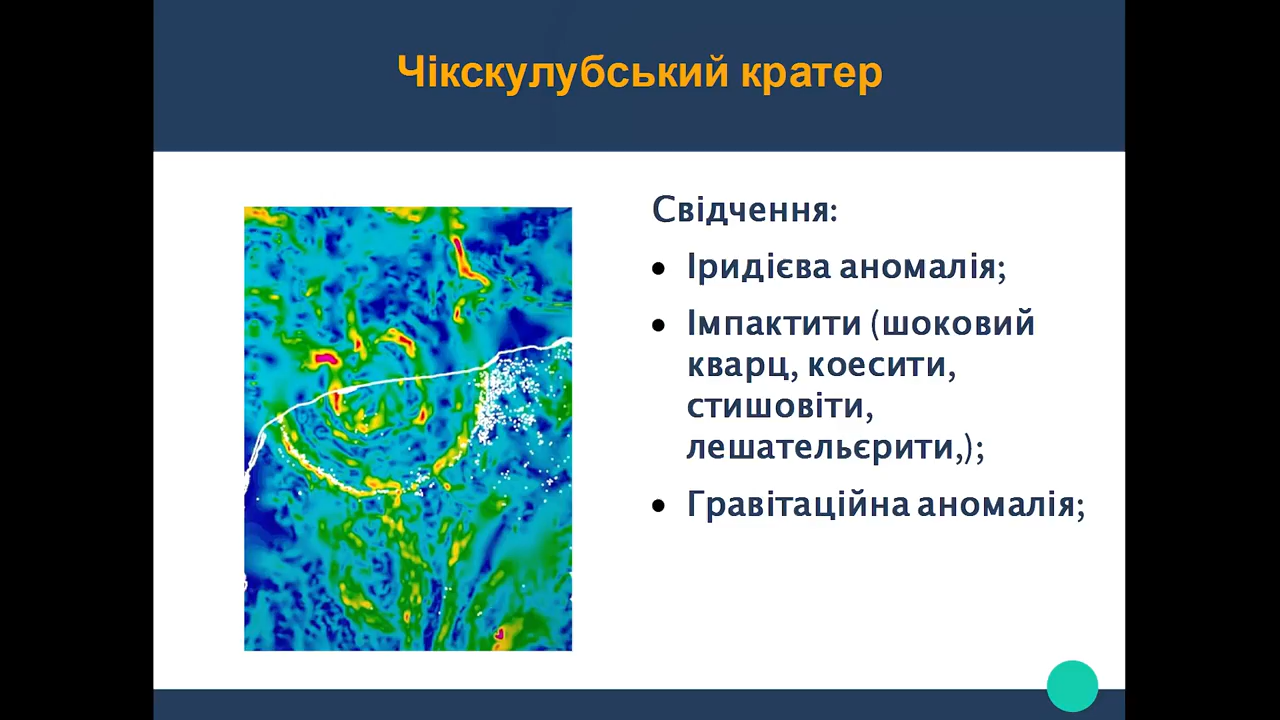 Чікскулубський кратер
Свідчення:
• Іридієва аномалія;
• Імпактити (шоковий
кварц, коесити,
стишовіти,
лешательєрити,);
• Гравітаційна аномалія;